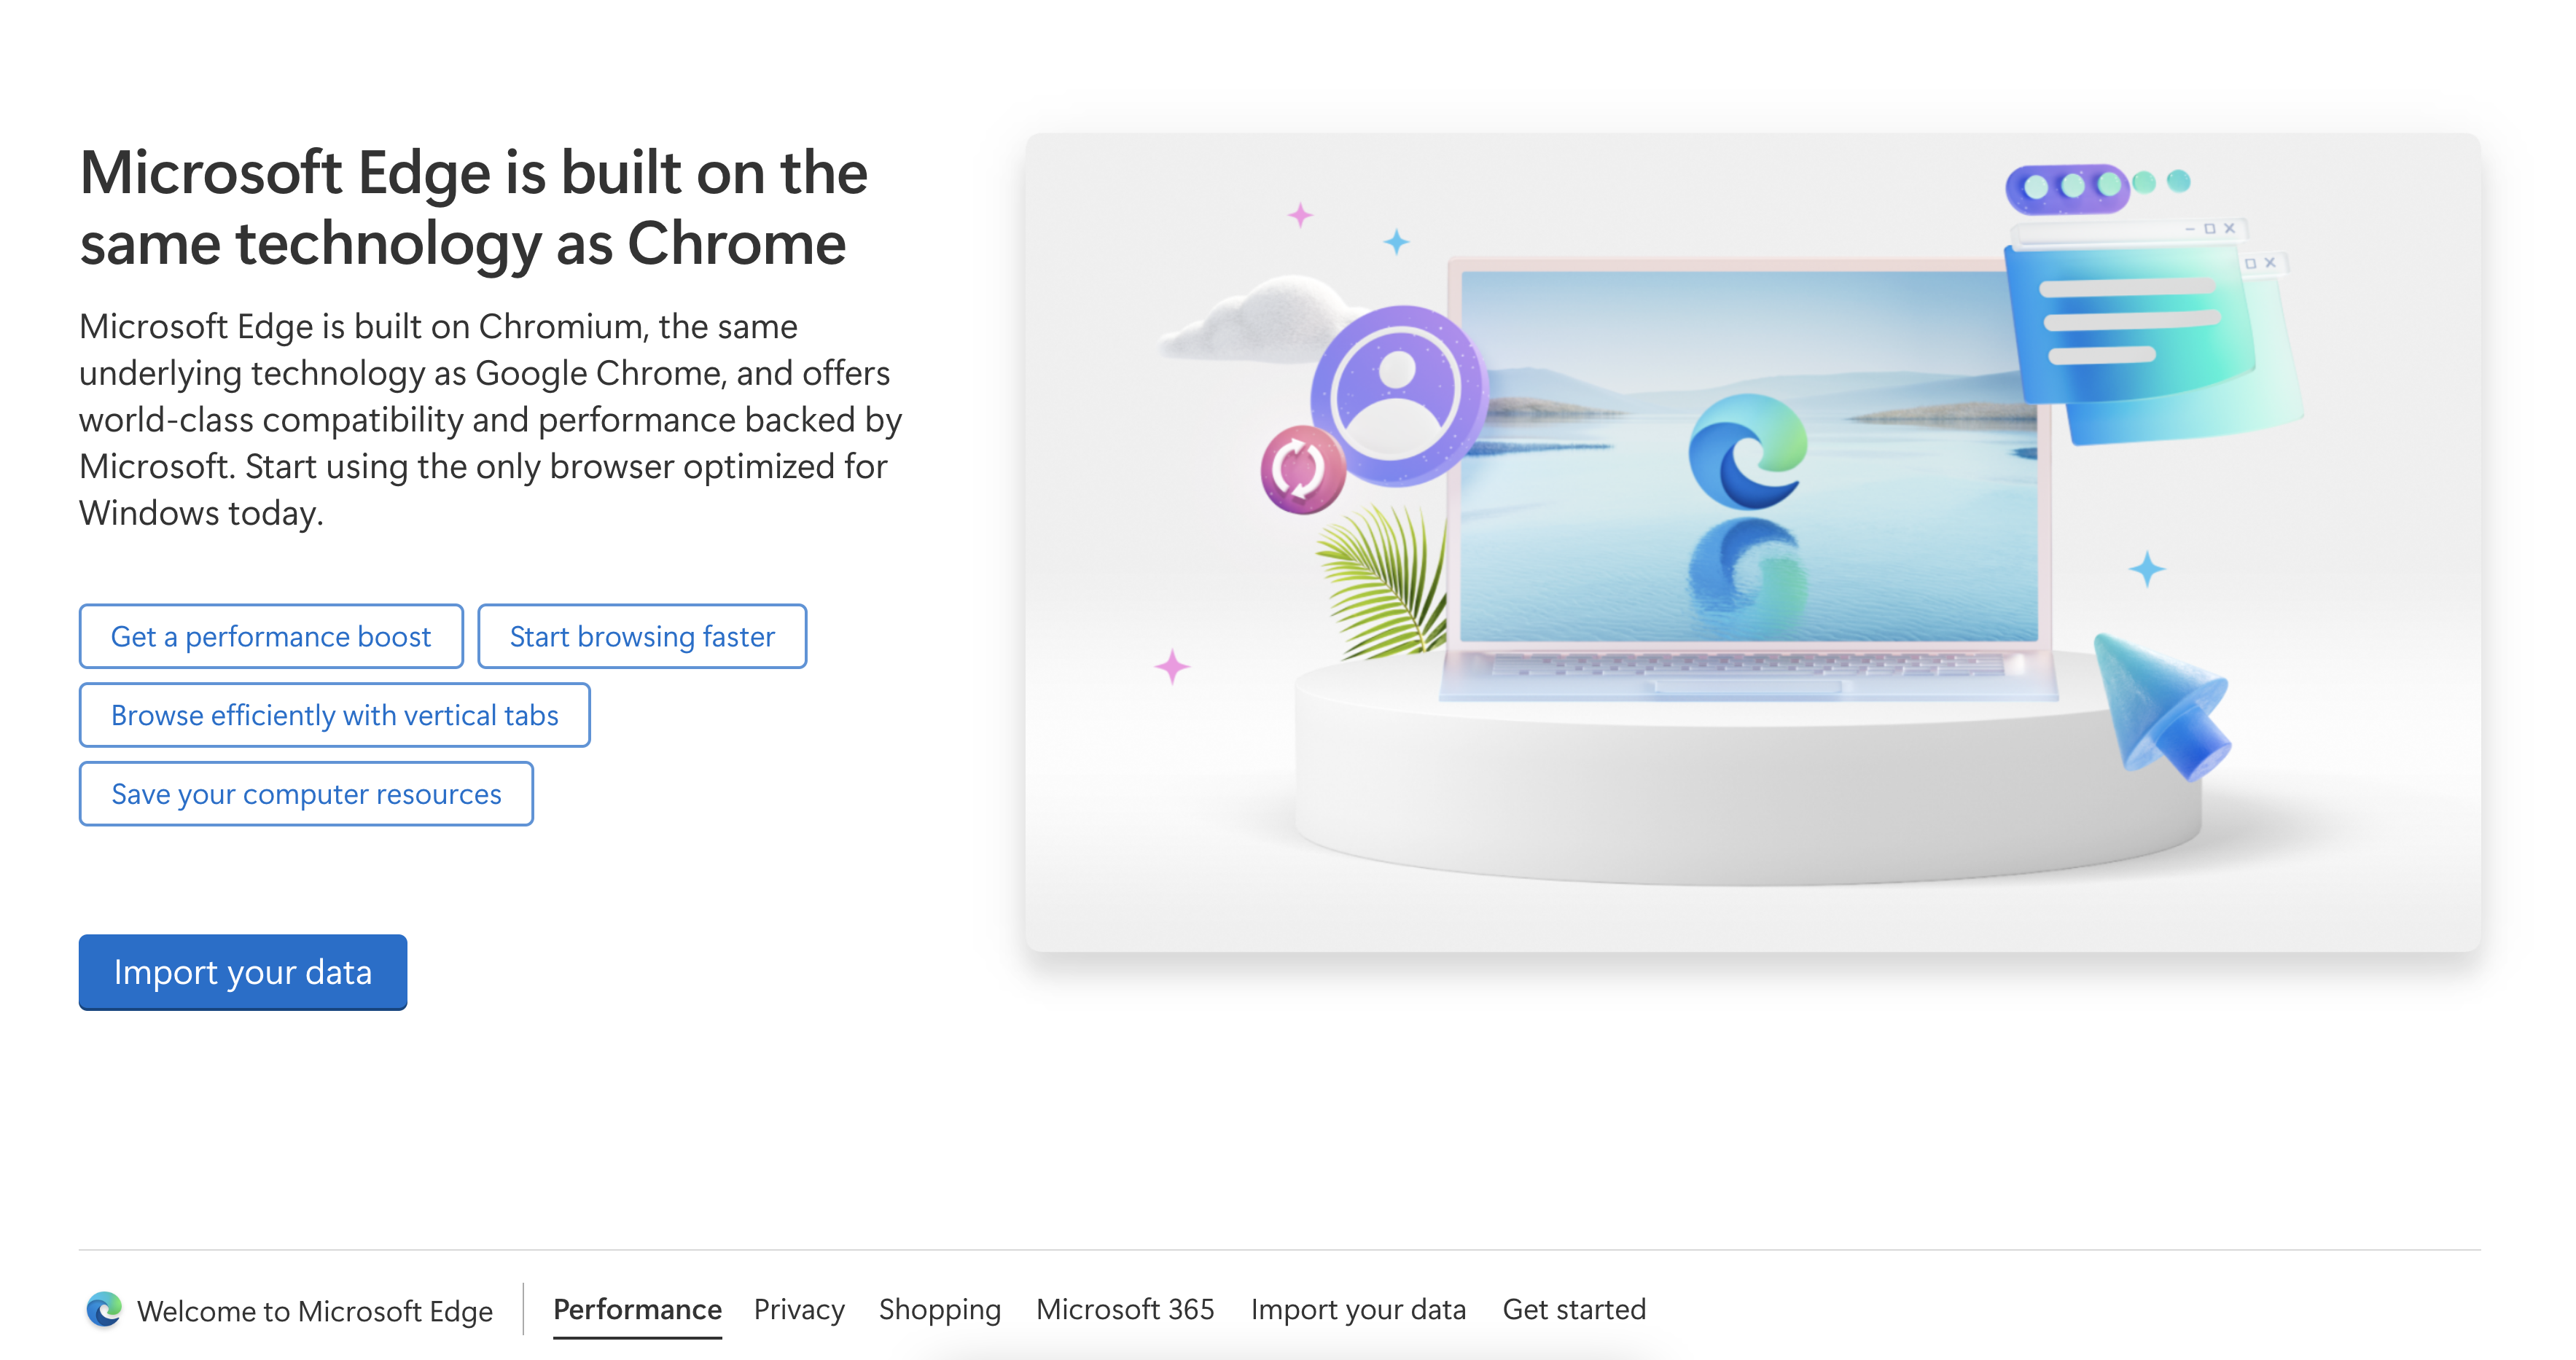 Microsoft Edge is built on the
same technology as Chrome
Microsoft Edge is built on Chromium, the same
underlying technology as Google Chrome, and offers
world-class compatibility and performance backed by
Microsoft. Start using the only browser optimized for
Windows today.
Get a performance boost
Start browsing faster
Browse efficiently with vertical tabs
Save your computer resources
Import your data
Welcome to Microsoft Edge
Performance
Privacy
Shopping
Microsoft 365
Import your data
Get started